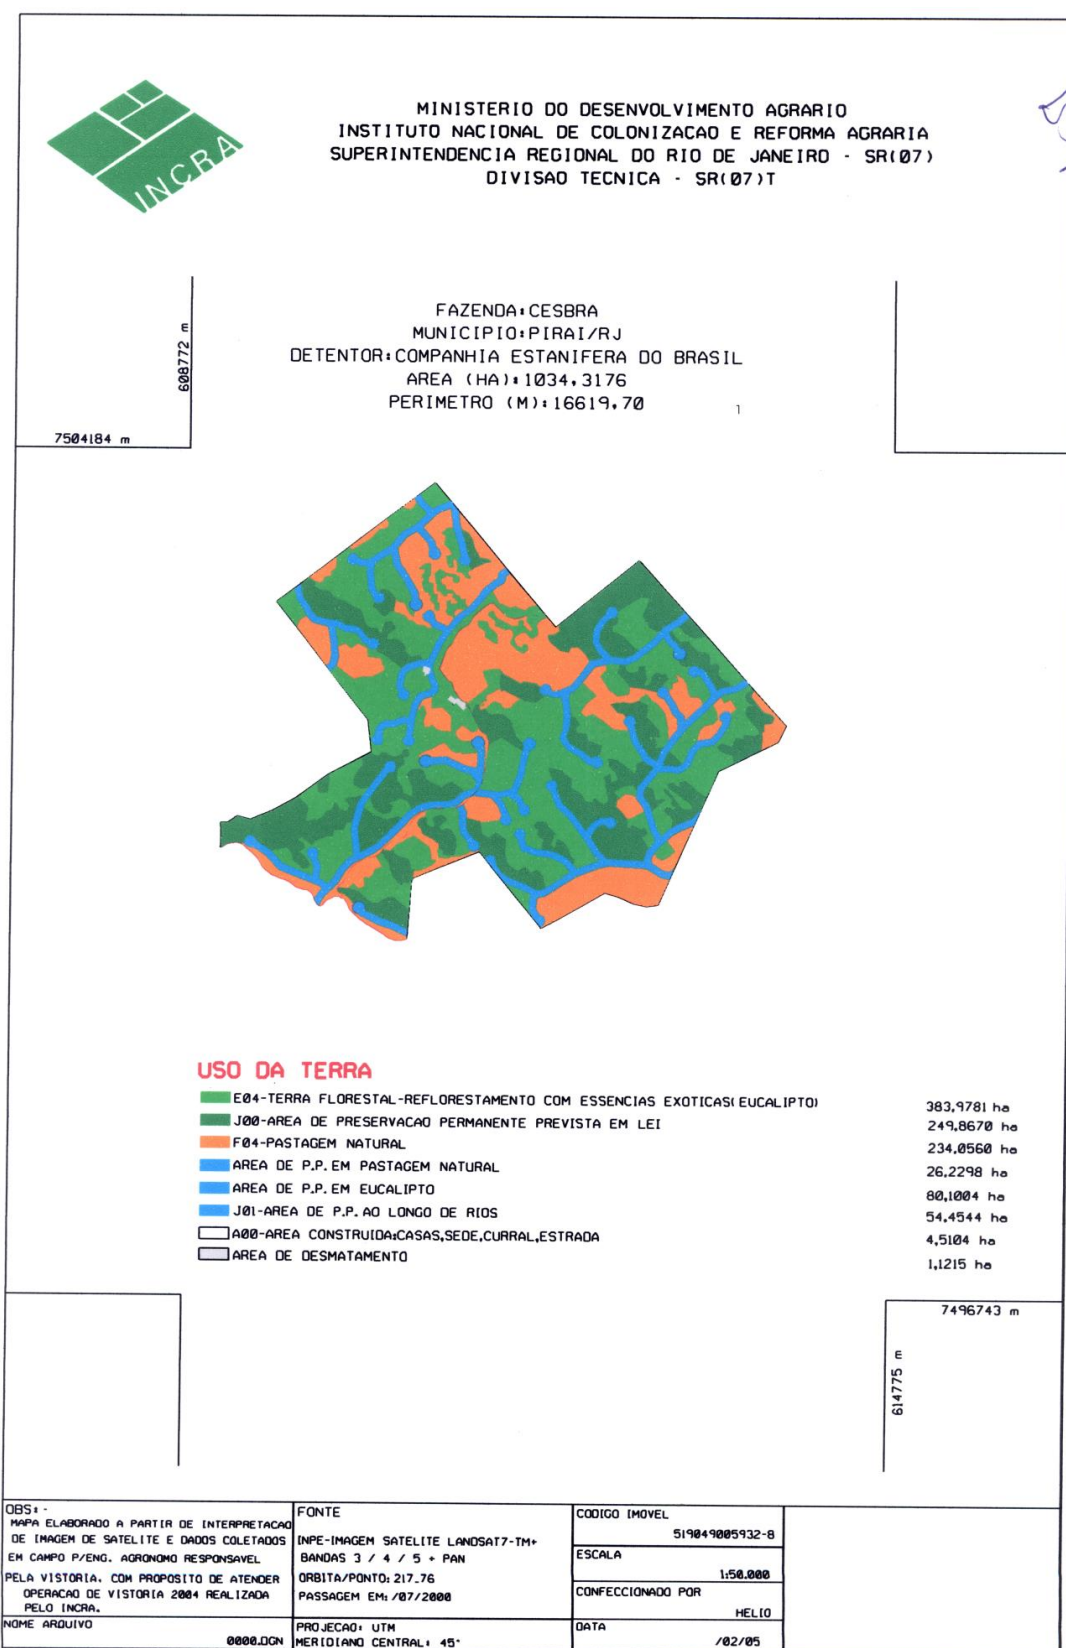 INCRA
MINISTERIO DO DESENVOLVIMENTO AGRARIO
INSTITUTO NACIONAL DE COLONIZACAO E REFORMA AGRARIA
SUPERINTENDENCIA REGIONAL DO RIO DE JANEIRO - SR(07)
DIVISAO TECNICA - SR(07)T
608772 m
7504184 m
FAZENDA:CESBRA
MUNICIPIO:PIRAI/RJ
DETENTOR:COMPANHIA ESTANIFERA DO BRASIL
AREA (HA):1034,3176
PERIMETRO (M):16619,70
USO DA TERRA
E04-TERRA FLORESTAL-REFLORESTAMENTO COM ESSENCIAS EXOTICAS(EUCALIPTO) 383,9781 ha
J00-AREA DE PRESERVACAO PERMANENTE PREVISTA EM LEI 249,8670 ha
F04-PASTAGEM NATURAL 234,0560 ha
AREA DE P.P. EM PASTAGEM NATURAL 26,2298 ha
AREA DE P.P. EM EUCALIPTO 80,1004 ha
J01-AREA DE P.P. AO LONGO DE RIOS 54,4544 ha
A00-AREA CONSTRUIDA:CASAS,SEDE,CURRAL,ESTRADA 4,5104 ha
AREA DE DESMATAMENTO 1,1215 ha
7496743 m
614775 m
OBS: -
MAPA ELABORADO A PARTIR DE INTERPRETACAO
DE IMAGEM DE SATELITE E DADOS COLETADOS
EM CAMPO P/ENG. AGRONOMO RESPONSAVEL
PELA VISTORIA, COM PROPOSITO DE ATENDER
OPERACAO DE VISTORIA 2004 REALIZADA
PELO INCRA.
NOME ARQUIVO
0000.DGN
FONTE
INPE-IMAGEM SATELITE LANDSAT7-TM+
BANDAS 3 / 4 / 5 + PAN
ORBITA/PONTO: 217_76
PASSAGEM EM: /07/2000
PROJECAO: UTM
MERIDIANO CENTRAL: 45°
CODIGO IMOVEL
519049005932-8
ESCALA
1:50.000
CONFECCIONADO POR
HELIO
DATA
/02/05